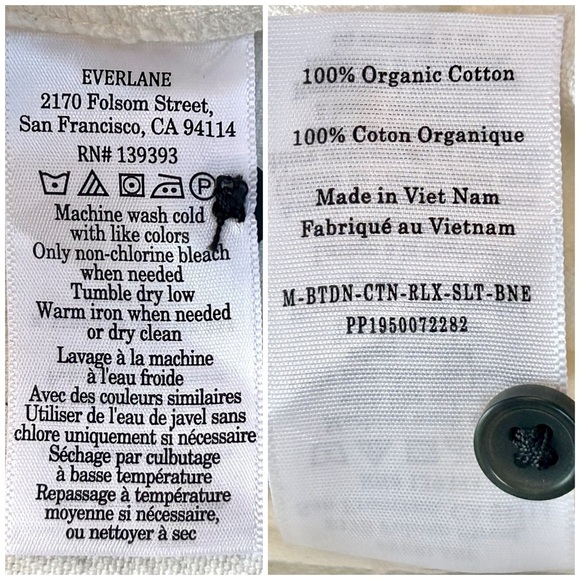 EVERLANE
2170 Folsom Street,
San Francisco, CA 94114
RN# 139393
P
Machine wash cold
with like colors
Only non-chlorine bleach
when needed
Tumble dry low
Warm iron when needed
or dry clean
Lavage à la machine
à l'eau froide
Avec des couleurs similaires
Utiliser de l'eau de javel sans
chlore uniquement si nécessaire
Séchage par culbutage
à basse température
Repassage à température
moyenne si nécessaire,
ou nettoyer à sec
100% Organic Cotton
100% Coton Organique
Made in Viet Nam
Fabriqué au Vietnam
M-BTDN-CTN-RLX-SLT-BNE
PP1950072282